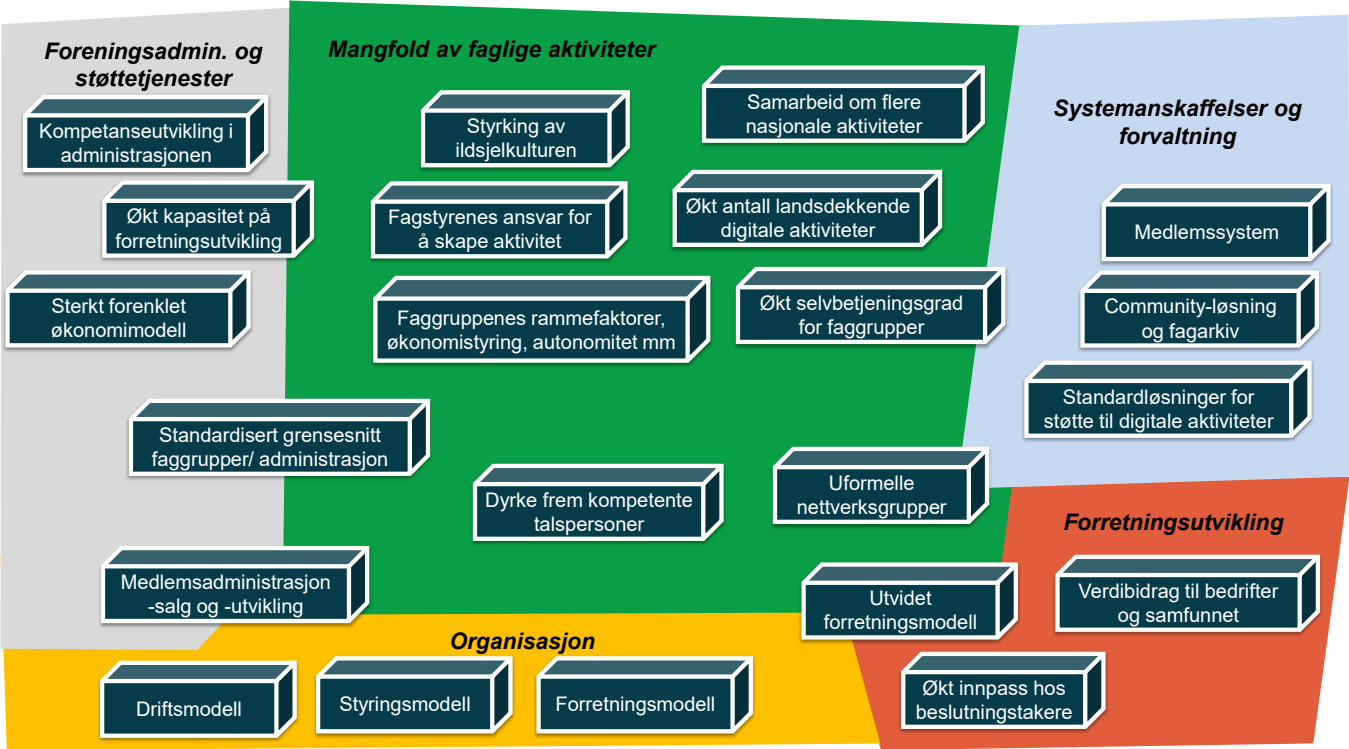 Foreningsadmin. og
støttetjenester
Kompetanseutvikling i
administrasjonen
Økt kapasitet på
forretningsutvikling
Sterkt forenklet
økonomimodell
Standardisert grensesnitt
faggrupper/ administrasjon
Medlemsadministrasjon
-salg og -utvikling
Mangfold av faglige aktiviteter
Styrking av
ildsjelkulturen
Samarbeid om flere
nasjonale aktiviteter
Fagstyrenes ansvar for
å skape aktivitet
Økt antall landsdekkende
digitale aktiviteter
Faggruppenes rammefaktorer,
økonomistyring, autonomitet mm
Økt selvbetjeningsgrad
for faggrupper
Dyrke frem kompetente
talspersoner
Uformelle
nettverksgrupper
Systemanskaffelser og
forvaltning
Medlemssystem
Community-løsning
og fagarkiv
Standardløsninger for
støtte til digitale aktiviteter
Forretningsutvikling
Utvidet
forretningsmodell
Verdibidrag til bedrifter
og samfunnet
Økt innpass hos
beslutningstakere
Organisasjon
Driftsmodell
Styringsmodell
Forretningsmodell